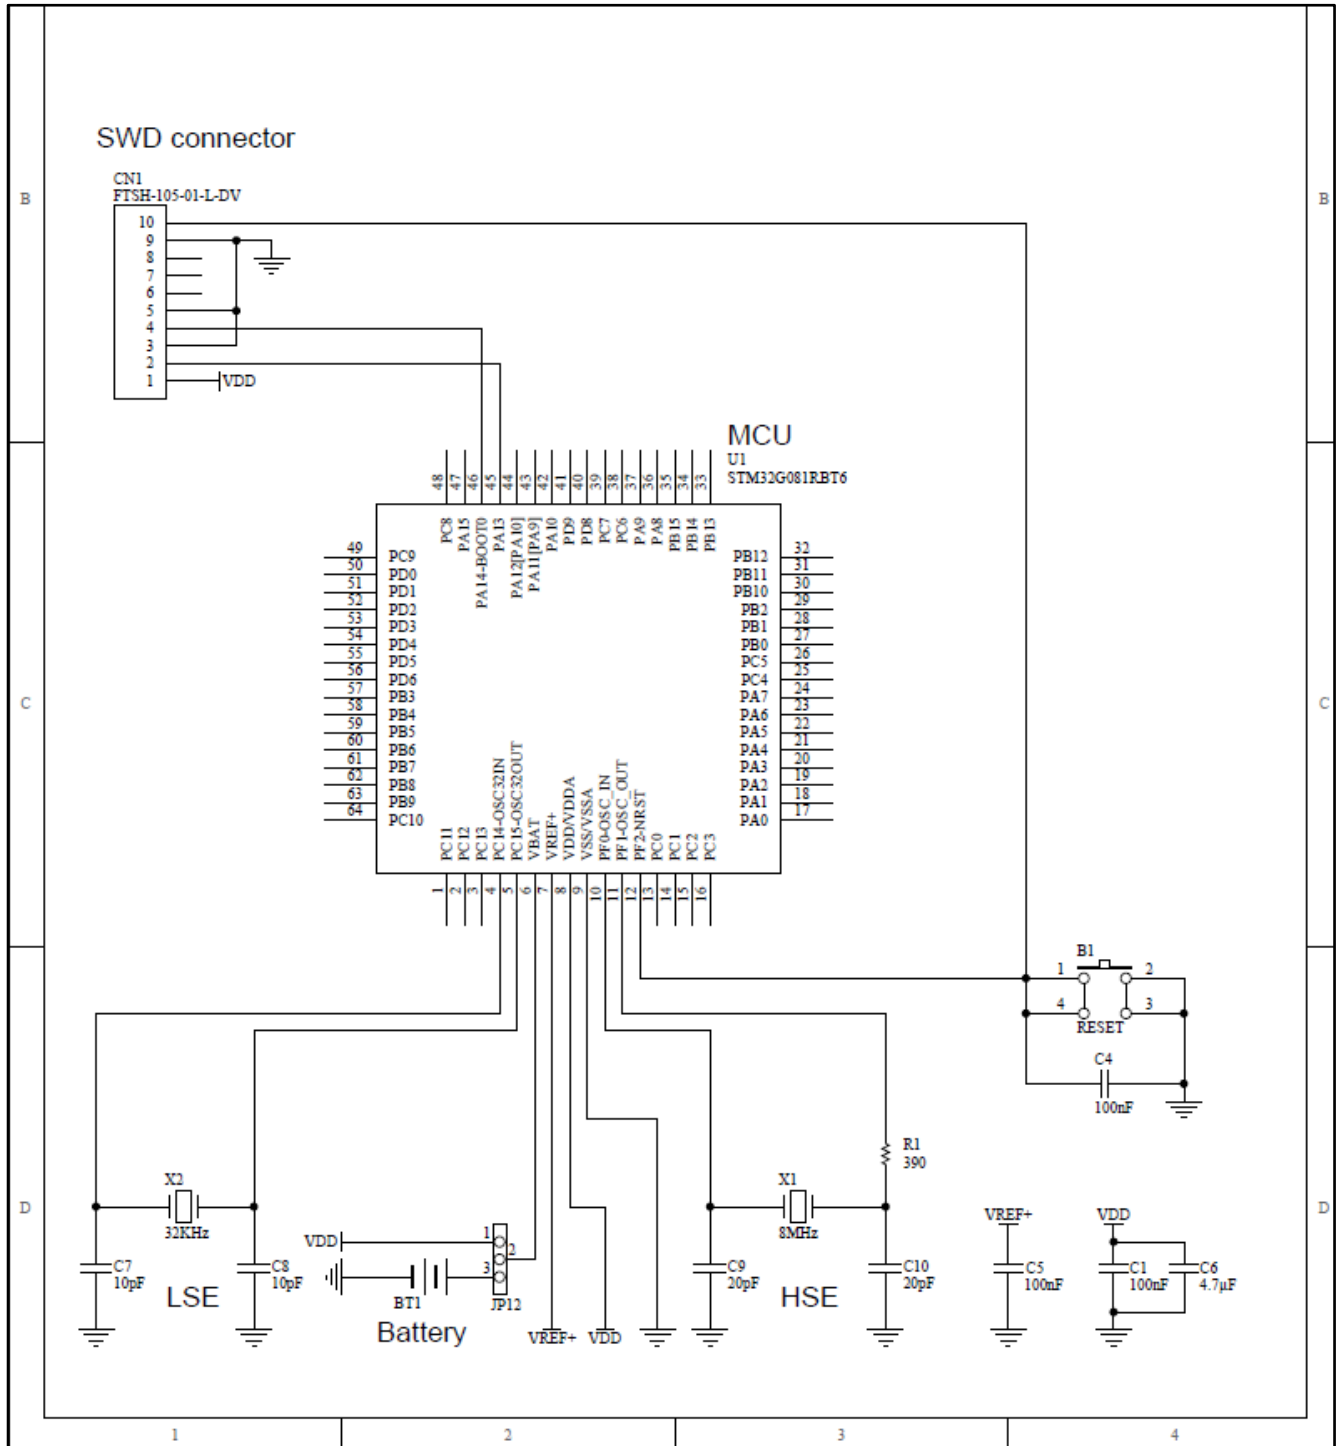 SWD connector
CN1
FTSH-105-01-L-DV
B
B
10
9
8
7
6
5
4
3
2
1
VDD
MCU
U1
STM32G081RBT6
48
47
46
45
44
43
42
41
40
39
38
37
36
35
34
33
PC8
PA15
PA14-BOOT0
PA13
PA12[PA10]
PA11[PA9]
PA10
PD9
PD8
PC7
PC6
PA9
PA8
PB15
PB14
PB13
49 PC9
50 PD0
51 PD1
52 PD2
53 PD3
54 PD4
55 PD5
56 PD6
57 PB3
58 PB4
59 PB5
60 PB6
61 PB7
62 PB8
63 PB9
64 PC10
PB12 32
PB11 31
PB10 30
PB2 29
PB1 28
PB0 27
PC5 26
PC4 25
PA7 24
PA6 23
PA5 22
PA4 21
PA3 20
PA2 19
PA1 18
PA0 17
C
C
PC11
PC12
PC13
PC14-OSC32IN
PC15-OSC32OUT
VBAT
VREF+
VDD/VDDA
VSS/VSSA
PF0-OSC_IN
PF1-OSC_OUT
PF2-NRST
PC0
PC1
PC2
PC3
1
2
3
4
5
6
7
8
9
10
11
12
13
14
15
16
B1
1 2
4 3
RESET
C4
100nF
R1
390
D
D
X2
32KHz
C7
10pF
C8
10pF
LSE
VDD
1
2
3
BT1
JP12
Battery
VREF+
VDD
X1
8MHz
C9
20pF
C10
20pF
HSE
VREF+
C5
100nF
VDD
C1
100nF
C6
4.7µF
1
2
3
4